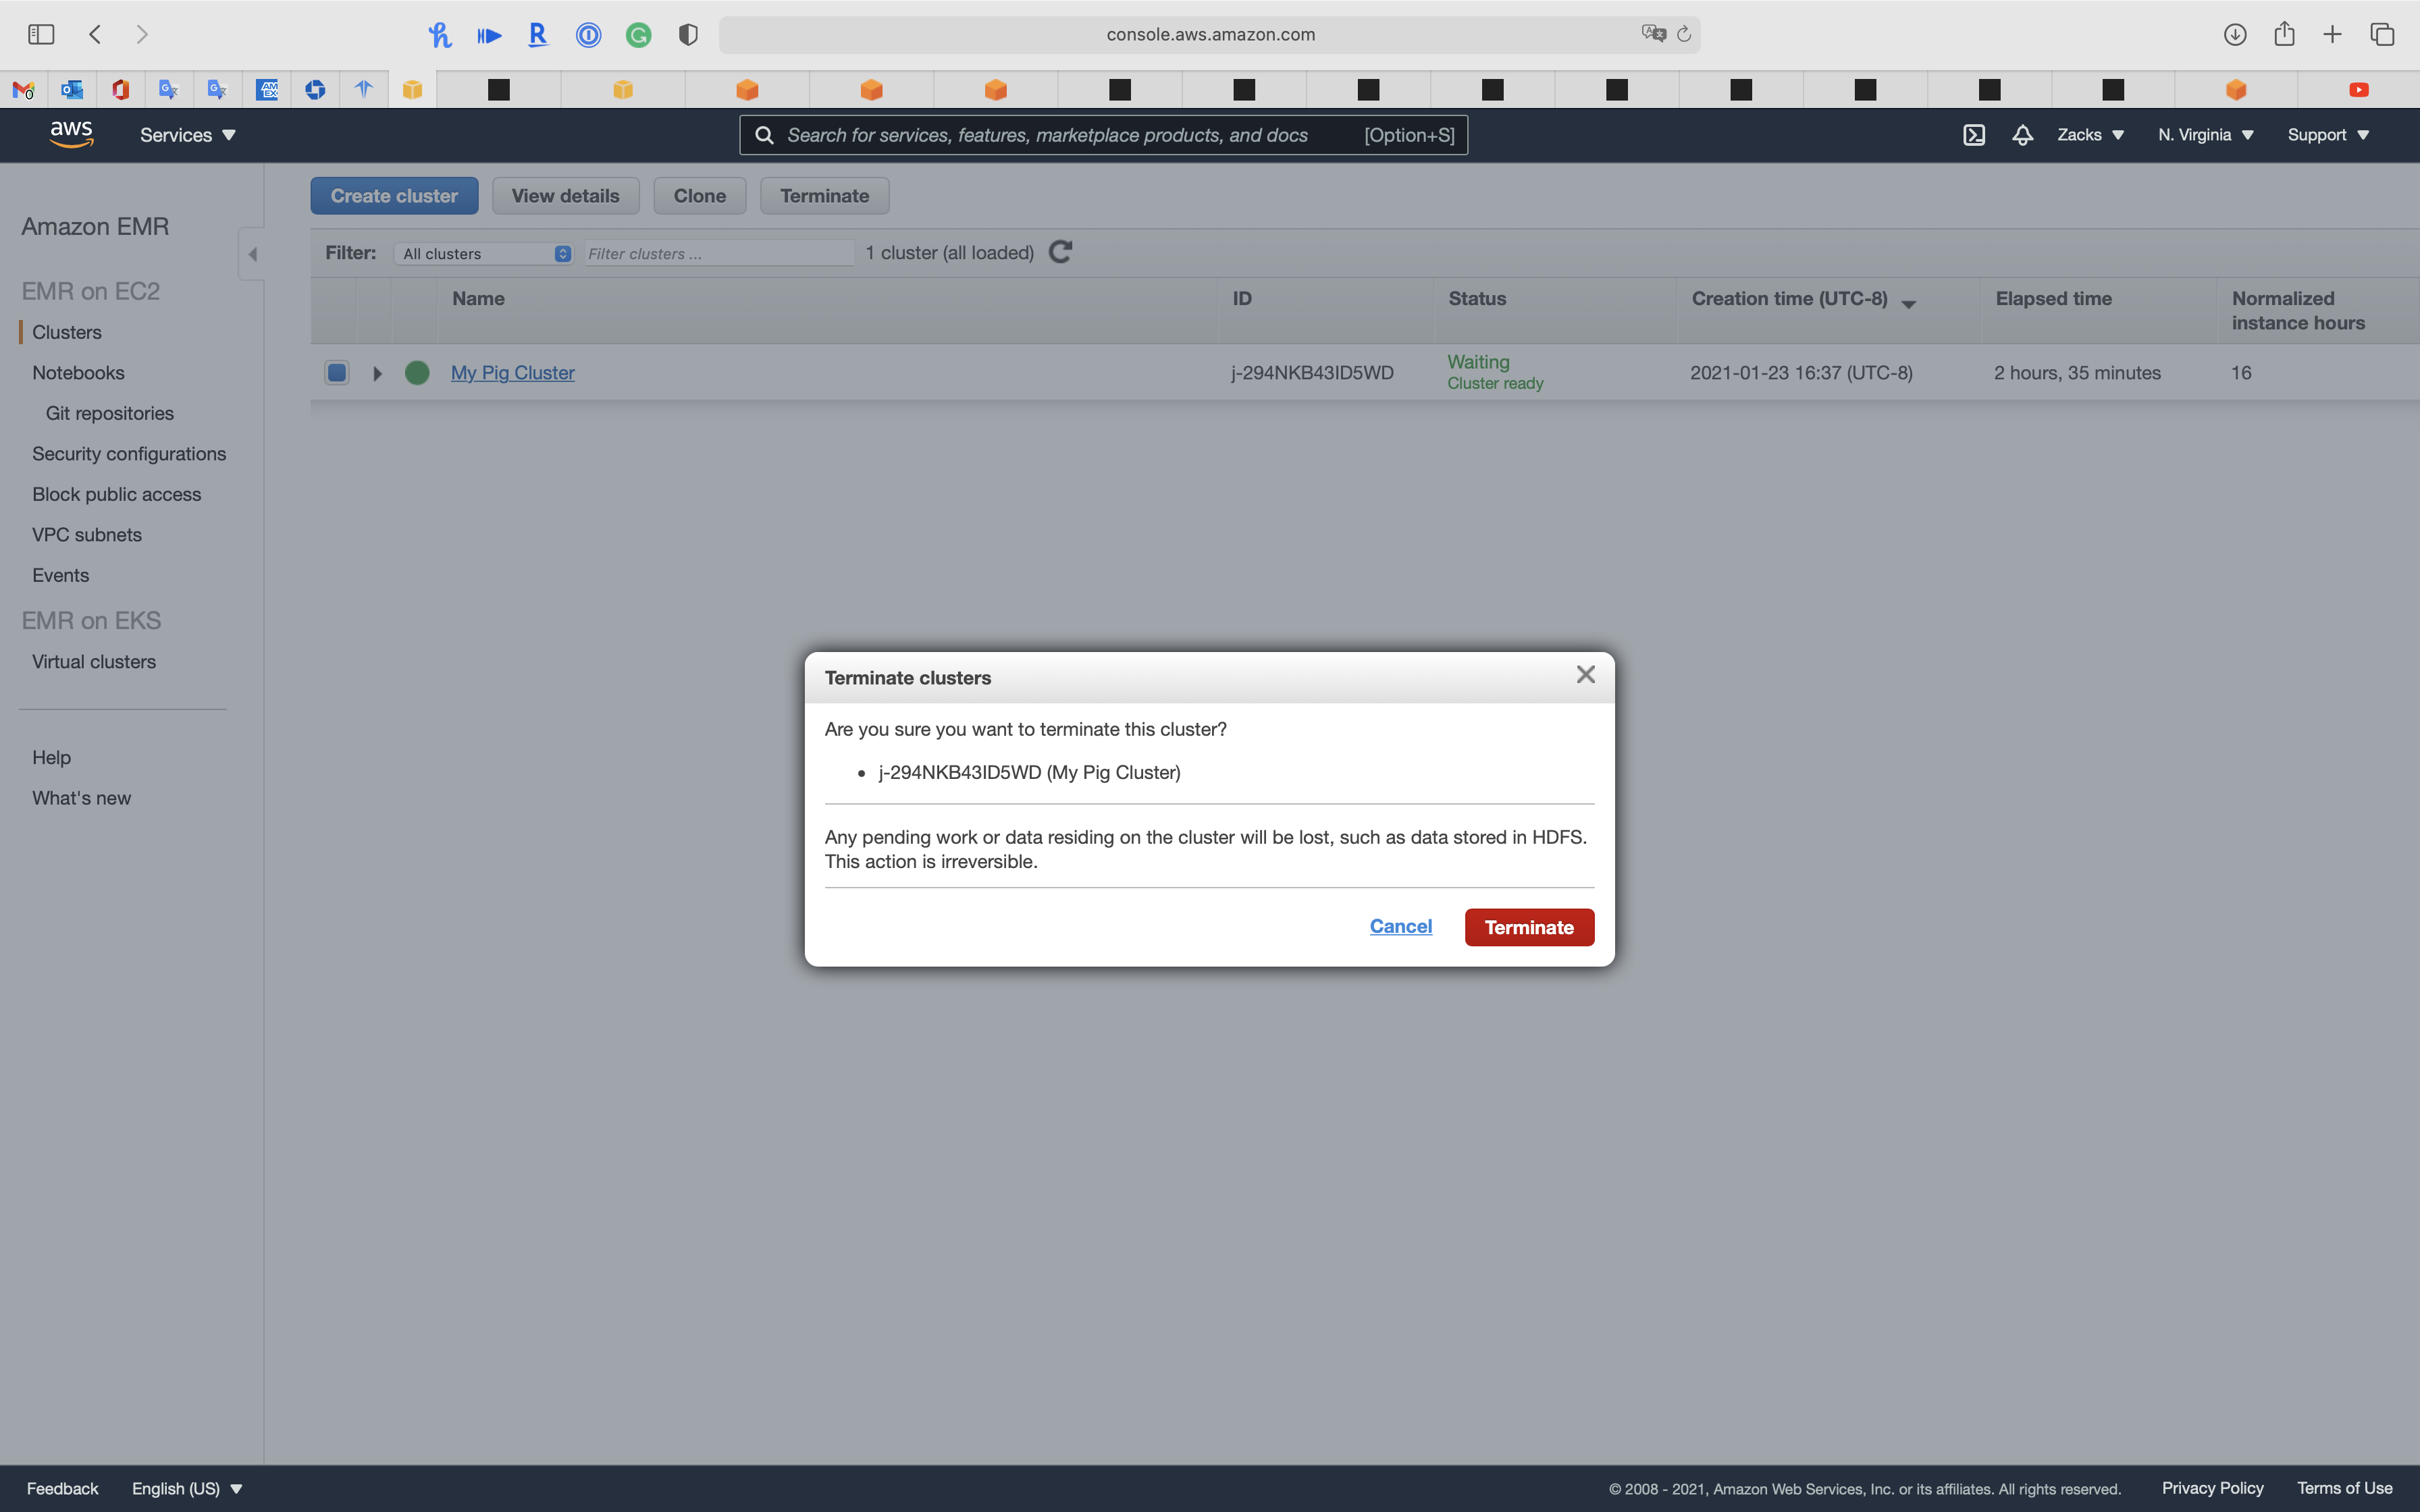 console.aws.amazon.com
aws
Services
Search for services, features, marketplace products, and docs [Option+S]
Zacks
N. Virginia
Support
Amazon EMR
EMR on EC2
Clusters
Notebooks
Git repositories
Security configurations
Block public access
VPC subnets
Events
EMR on EKS
Virtual clusters
Help
What's new
Create cluster
View details
Clone
Terminate
Filter: All clusters Filter clusters ... 1 cluster (all loaded)
Name ID Status Creation time (UTC-8) Elapsed time Normalized
instance hours
My Pig Cluster j-294NKB43ID5WD Waiting
Cluster ready
2021-01-23 16:37 (UTC-8) 2 hours, 35 minutes 16
Terminate clusters
Are you sure you want to terminate this cluster?
• j-294NKB43ID5WD (My Pig Cluster)
Any pending work or data residing on the cluster will be lost, such as data stored in HDFS.
This action is irreversible.
Cancel
Terminate
Feedback
English (US)
© 2008 - 2021, Amazon Web Services, Inc. or its affiliates. All rights reserved.
Privacy Policy
Terms of Use